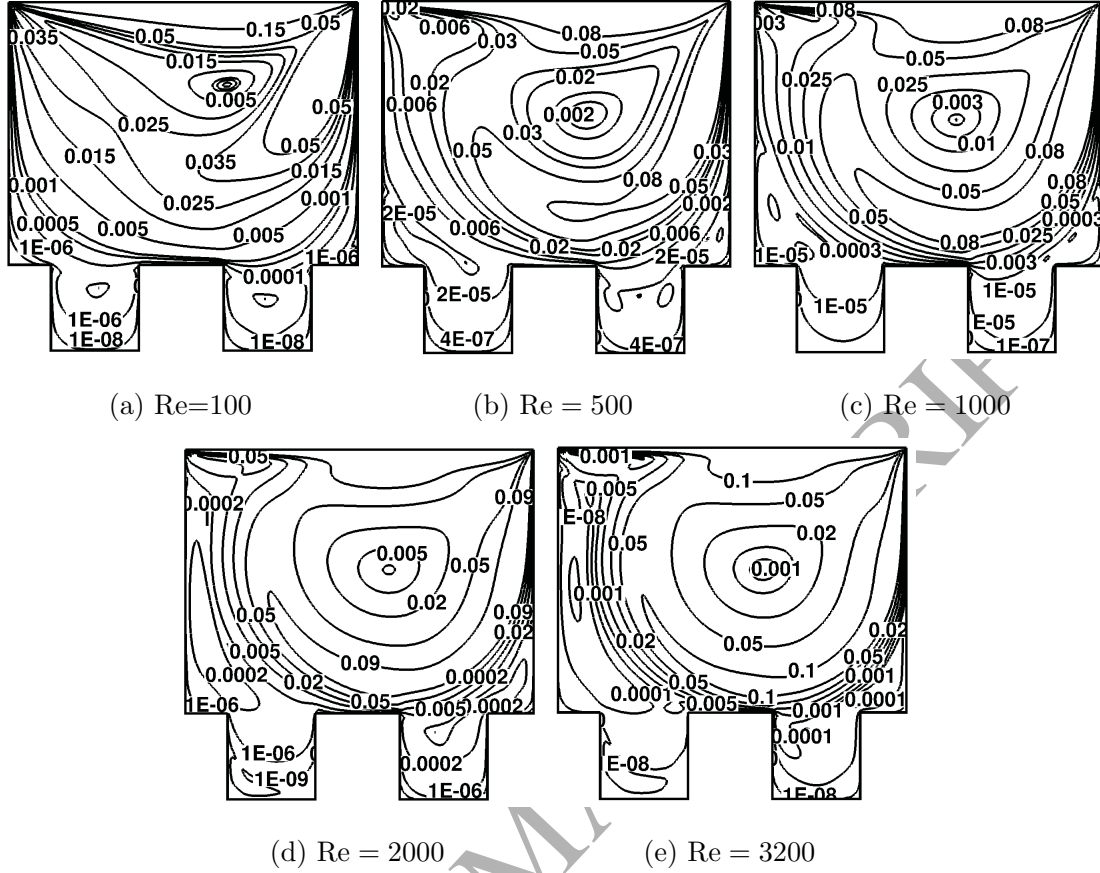 0.035 0.05 0.15 0.05
0.015
0.005
0.025 0.05
0.05
0.015 0.035 0.015
0.001 0.025 0.001
0.0005 0.005 0.005
1E-06 1E-06
0.0001
1E-06
1E-08 1E-08
(a) Re=100
0.02 0.006 0.03 0.08
0.05
0.02 0.02
0.006 0.002
0.03
0.05 0.03
0.08 0.05
2E-05 0.002
0.006 0.006
0.02 0.02 2E-05
2E-05
4E-07 4E-07
(b) Re = 500
0.08 0.08
003
0.05
0.025 0.025
0.003
0.01 0.01
0.08
0.05 0.08
0.05 0.05
0.0003
0.08 0.025
1E-05 0.0003 0.003
1E-05 1E-05
E-05
1E-07
(c) Re = 1000
0.05
0.0002 0.09
0.005 0.05
0.02
0.05 0.09
0.005 0.09 0.02
0.0002 0.02 0.0002
1E-06 0.05 0.005 0.0002
1E-06 0.0002
1E-09 1E-06
(d) Re = 2000
0.001 0.1
0.005 0.05
E-08 0.02
0.05
0.001
0.001
0.02 0.05 0.02
0.1 0.05
0.05 0.001
0.0001 0.1 0.0001
0.005 0.001
0.0001
E-08
1E-08
(e) Re = 3200